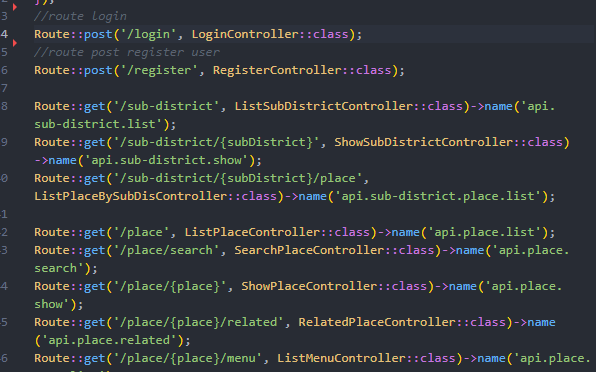 });
3 //route login
4 Route::post('/login', LoginController::class);
5 //route post register user
6 Route::post('/register', RegisterController::class);
7
8 Route::get('/sub-district', ListSubDistrictController::class)->name('api.
sub-district.list');
9 Route::get('/sub-district/{subDistrict}', ShowSubDistrictController::class)
->name('api.sub-district.show');
0 Route::get('/sub-district/{subDistrict}/place',
ListPlaceBySubDisController::class)->name('api.sub-district.place.list');
1
2 Route::get('/place', ListPlaceController::class)->name('api.place.list');
3 Route::get('/place/search', SearchPlaceController::class)->name('api.place.
search');
4 Route::get('/place/{place}', ShowPlaceController::class)->name('api.place.
show');
5 Route::get('/place/{place}/related', RelatedPlaceController::class)->name
('api.place.related');
6 Route::get('/place/{place}/menu', ListMenuController::class)->name('api.place.